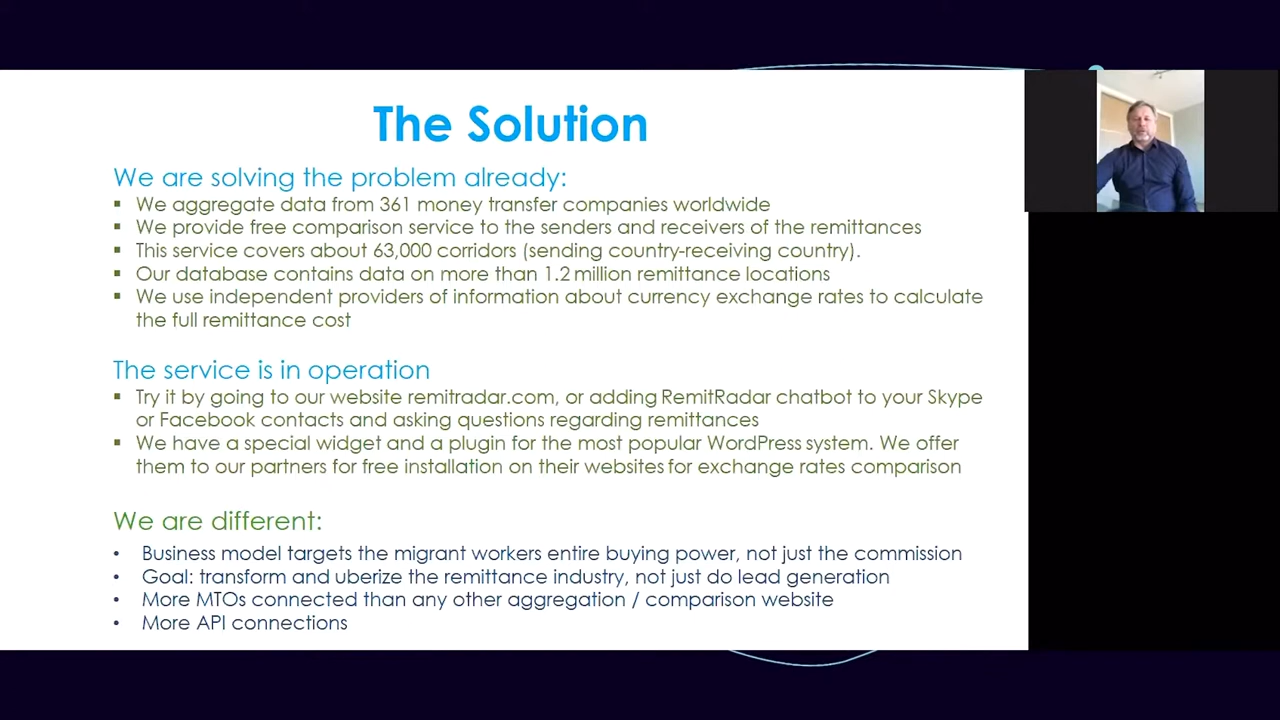 The Solution
We are solving the problem already:
▪ We aggregate data from 361 money transfer companies worldwide
▪ We provide free comparison service to the senders and receivers of the remittances
▪ This service covers about 63,000 corridors (sending country-receiving country).
▪ Our database contains data on more than 1.2 million remittance locations
▪ We use independent providers of information about currency exchange rates to calculate
the full remittance cost
The service is in operation
▪ Try it by going to our website remitradar.com, or adding RemitRadar chatbot to your Skype
or Facebook contacts and asking questions regarding remittances
▪ We have a special widget and a plugin for the most popular WordPress system. We offer
them to our partners for free installation on their websites for exchange rates comparison
We are different:
• Business model targets the migrant workers entire buying power, not just the commission
• Goal: transform and uberize the remittance industry, not just do lead generation
• More MTOs connected than any other aggregation / comparison website
• More API connections